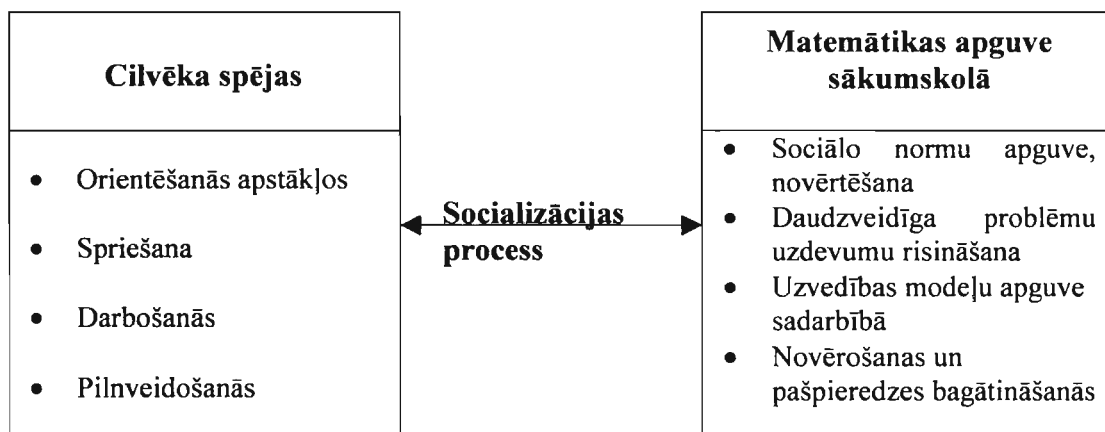 Cilvēka spējas
Orientēšanās apstākļos
Spriešana
Darbošanās
Pilnveidošanās
Socializācijas
process
Matemātikas apguve
sākumskolā
Sociālo normu apguve,
novērtēšana
Daudzveidīga problēmu
uzdevumu risināšana
Uzvedības modeļu apguve
sadarbībā
Novērošanas un
pašpieredzes bagātināšanās